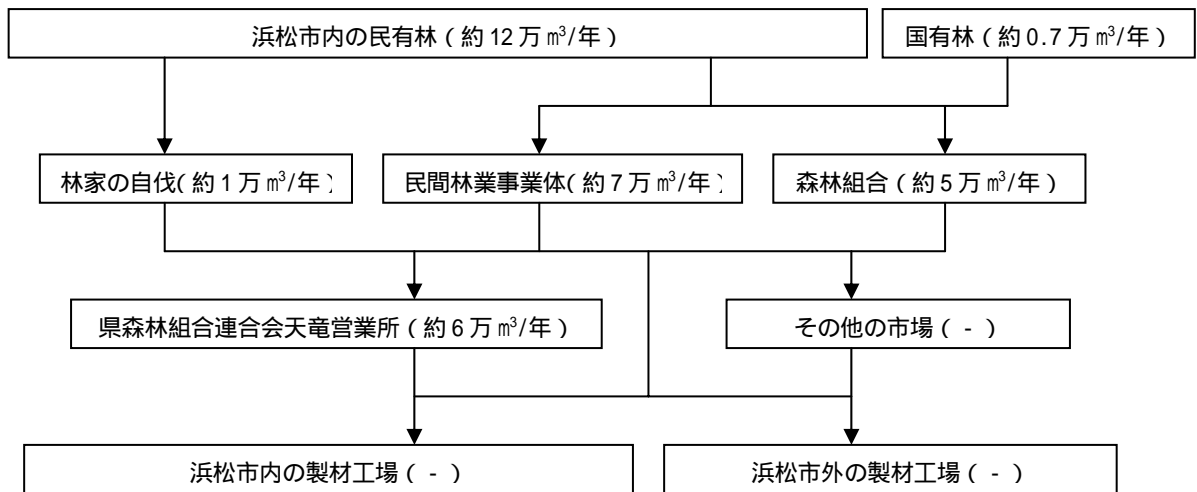 浜松市内の民有林（約12万㎥/年）
国有林（約0.7万㎥/年）
林家の自伐（約1万㎥/年）
民間林業事業体（約7万㎥/年）
森林組合（約5万㎥/年）
県森林組合連合会天竜営業所（約6万㎥/年）
その他の市場（-）
浜松市内の製材工場（-）
浜松市外の製材工場（-）